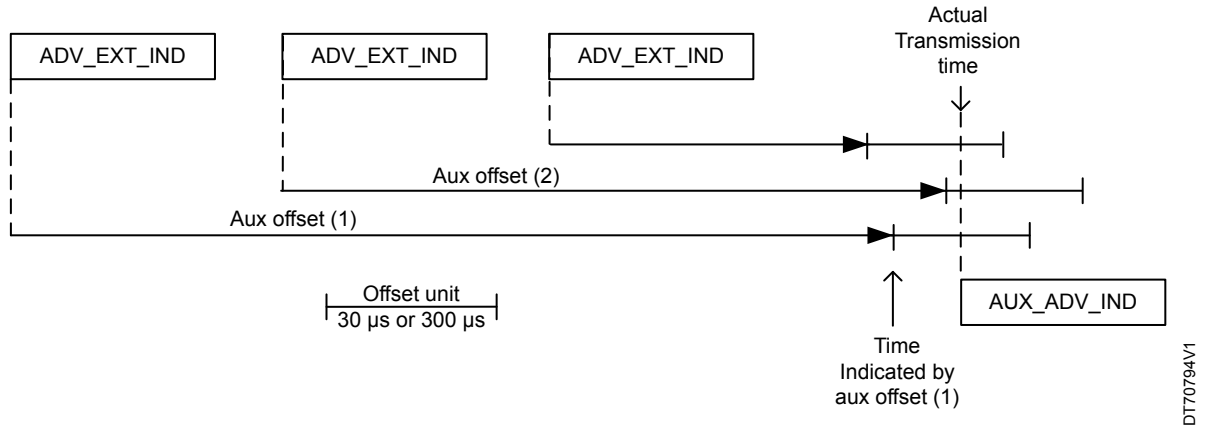 Actual
Transmission
time
ADV_EXT_IND
ADV_EXT_IND
ADV_EXT_IND
Aux offset (2)
Aux offset (1)
Offset unit
30 µs or 300 µs
AUX_ADV_IND
Time
Indicated by
aux offset (1)
DT70794V1